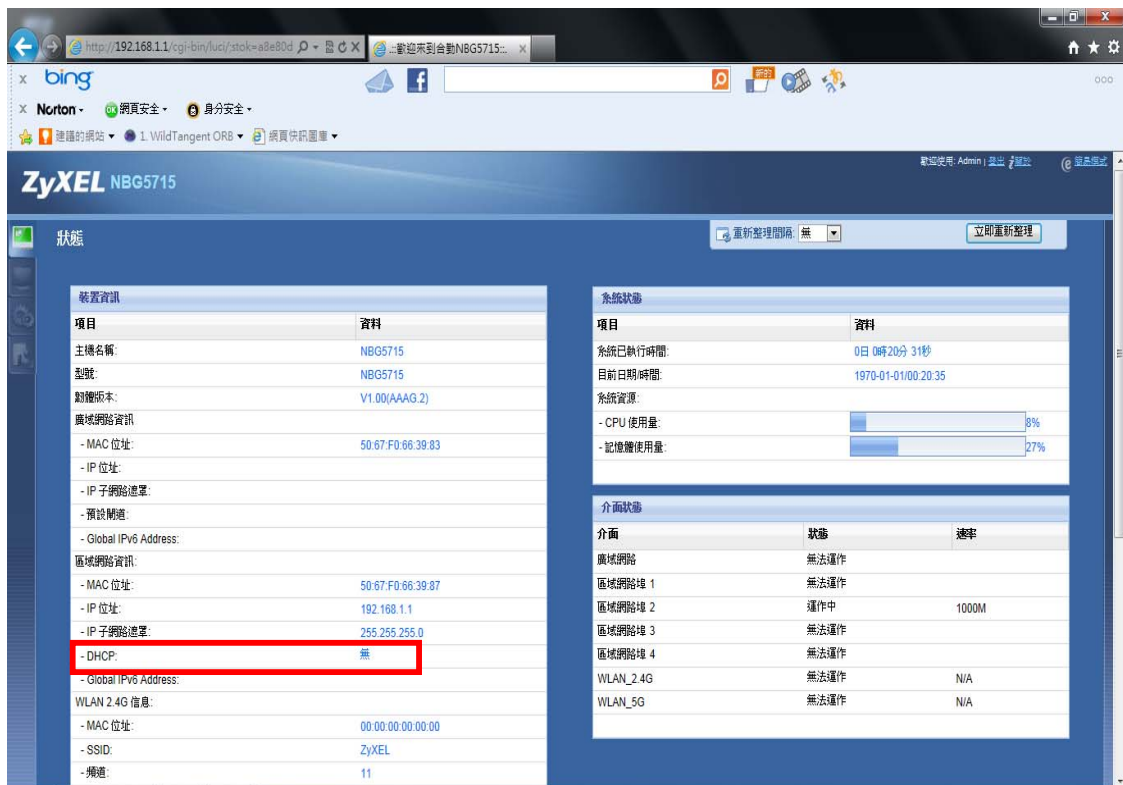 http://192.168.1.1/cgi-bin/luci/;stok=a8e80d
.::歡迎來到合勤NBG5715::.
bing
新的
Norton
網頁安全
身分安全
建議的網站
1. WildTangent ORB
網頁快訊圖庫
ZyXEL NBG5715
歡迎使用: Admin | 登出 關於 簡易模式
狀態
重新整理間隔: 無
立即重新整理
裝置資訊
項目 資料
主機名稱: NBG5715
型號: NBG5715
韌體版本: V1.00(AAAG.2)
廣域網路資訊
- MAC 位址: 50:67:F0:66:39:83
- IP 位址:
- IP 子網路遮罩:
- 預設閘道:
- Global IPv6 Address:
區域網路資訊:
- MAC 位址: 50:67:F0:66:39:87
- IP 位址: 192.168.1.1
- IP 子網路遮罩: 255.255.255.0
- DHCP: 無
- Global IPv6 Address:
WLAN 2.4G 信息:
- MAC 位址: 00:00:00:00:00:00
- SSID: ZyXEL
- 頻道: 11
系統狀態
項目 資料
系統已執行時間: 0日 0時20分 31秒
目前日期/時間: 1970-01-01/00:20:35
系統資源:
- CPU 使用量: 8%
- 記憶體使用量: 27%
介面狀態
介面 狀態 速率
廣域網路 無法運作
區域網路埠 1 無法運作
區域網路埠 2 運作中 1000M
區域網路埠 3 無法運作
區域網路埠 4 無法運作
WLAN_2.4G 無法運作 N/A
WLAN_5G 無法運作 N/A